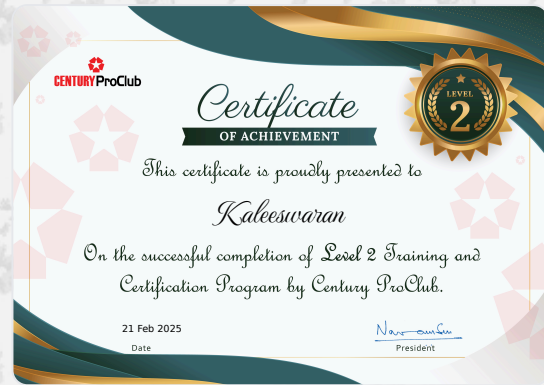 CENTURY ProClub
Certificate
OF ACHIEVEMENT
LEVEL
2
This certificate is proudly presented to
Kaleeswaran
On the successful completion of Level 2 Training and
Certification Program by Century ProClub.
21 Feb 2025
Date
President